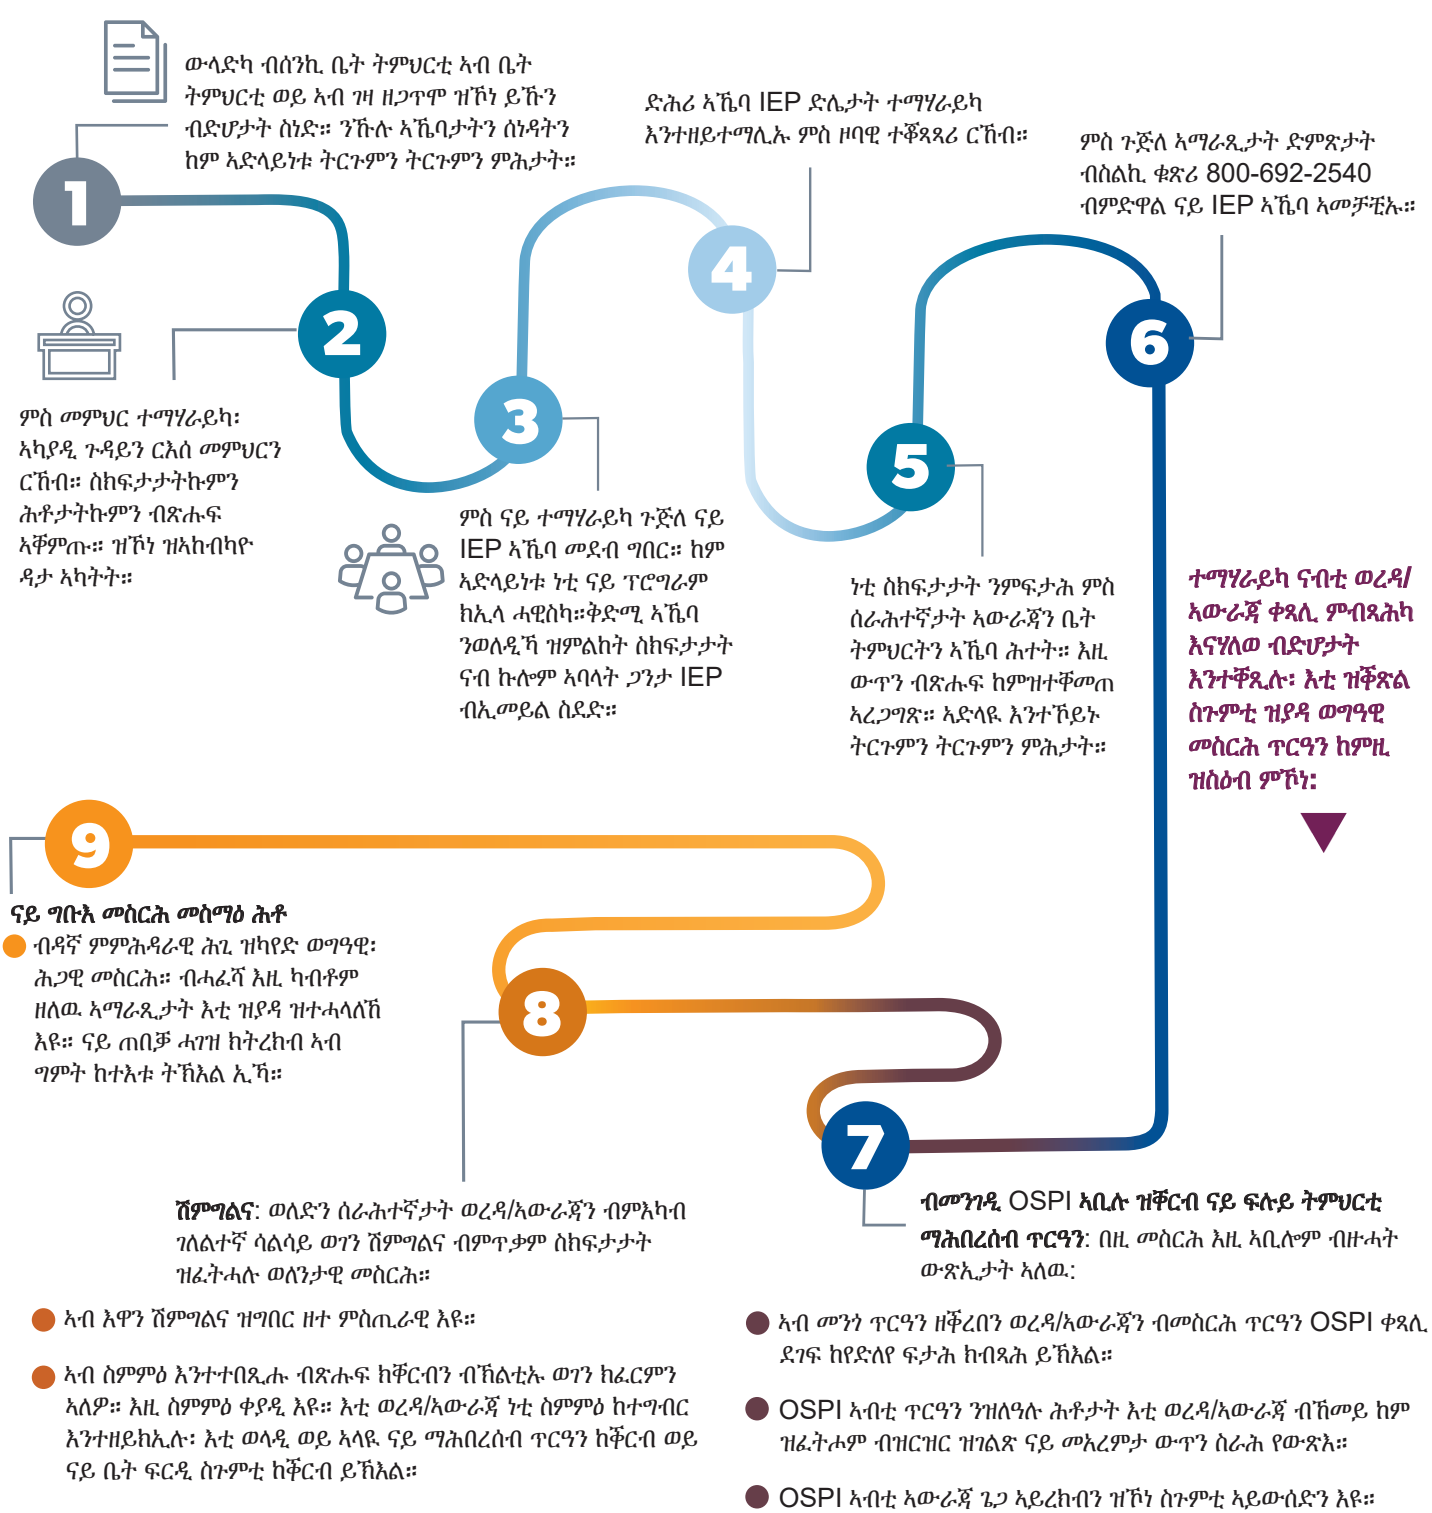 1
ውላድካ ብሰንኪ ቤት ትምህርቲ ኣብ ቤት
ትምህርቲ ወይ ኣብ ገዛ ዘጋጥሞ ዝኾነ ይኹን
ብድሆታት ስነድ። ንኹሉ ኣኼባታትን ሰነዳትን
ከም ኣድላይነቱ ትርጉምን ትርጉምን ምሕታት።
2
ምስ መምህር ተማሃራይካ፡
ኣካያዲ ጉዳይን ርእሰ መምህርን
ርኸብ። ስክፍታታትኩምን
ሕቶታትኩምን ብጽሑፍ
ኣቐምጡ። ዝኾነ ዝኣከብካዮ
ዳታ ኣካትት።
3
ምስ ናይ ተማሃራይካ ጉጅለ ናይ
IEP ኣኼባ መደብ ግበር። ከም
ኣድላይነቱ ነቲ ናይ ፕሮግራም
ክኢላ ሓዊስካ።ቅድሚ ኣኼባ
ንወለዲኻ ዝምልከት ስክፍታታት
ናብ ኩሎም ኣባላት ጋንታ IEP
ብኢመይል ስደድ።
4
ድሕሪ ኣኼባ IEP ድሌታት ተማሃራይካ
እንተዘይተማሊኡ ምስ ዞባዊ ተቖጻጻሪ ርኸብ።
5
ነቲ ስክፍታታት ንምፍታሕ ምስ
ሰራሕተኛታት ኣውራጃን ቤት
ትምህርትን ኣኼባ ሕተት። እዚ
ውጥን ብጽሑፍ ከምዝተቐመጠ
ኣረጋግጽ። ኣድላዪ እንተኾይኑ
ትርጉምን ትርጉምን ምሕታት።
6
ምስ ጉጅለ ኣማራጺታት ድምጽታት
ብስልኪ ቁጽሪ 800-692-2540
ብምድዋል ናይ IEP ኣኼባ ኣመቻቺኡ።
ተማሃራይካ ናብቲ ወረዳ/
ኣውራጃ ቀጻሊ ምብጻሕካ
እናሃለወ ብድሆታት
እንተቐጺሉ፡ እቲ ዝቕጽል
ስጉምቲ ዝያዳ ወግዓዊ
መስርሕ ጥርዓን ከምዚ
ዝስዕብ ምኾነ:
7
ብመንገዲ OSPI ኣቢሉ ዝቐርብ ናይ ፍሉይ ትምህርቲ
ማሕበረሰብ ጥርዓን: በዚ መስርሕ እዚ ኣቢሎም ብዙሓት
ውጽኢታት ኣለዉ:
ኣብ መንጎ ጥርዓን ዘቕረበን ወረዳ/ኣውራጃን ብመስርሕ ጥርዓን OSPI ቀጻሊ
ደገፍ ከየድለየ ፍታሕ ክብጻሕ ይኽእል።
OSPI ኣብቲ ጥርዓን ንዝለዓሉ ሕቶታት እቲ ወረዳ/ኣውራጃ ብኸመይ ከም
ዝፈትሖም ብዝርዝር ዝገልጽ ናይ መእረምታ ውጥን ስራሕ የውጽእ።
OSPI ኣብቲ ኣውራጃ ጌጋ ኣይረክብን ዝኾነ ስጉምቲ ኣይውሰድን እዩ።
8
ሽምግልና: ወለድን ሰራሕተኛታት ወረዳ/ኣውራጃን ብምእካብ
ገለልተኛ ሳልሳይ ወገን ሽምግልና ብምጥቃም ስክፍታታት
ዝፈትሓሉ ወለንታዊ መስርሕ።
ኣብ እዋን ሽምግልና ዝግበር ዘተ ምስጢራዊ እዩ።
ኣብ ስምምዕ እንተተበጺሑ ብጽሑፍ ክቐርብን ብኽልቲኡ ወገን ክፈርምን
ኣለዎ። እዚ ስምምዕ ቀያዲ እዩ። እቲ ወረዳ/ኣውራጃ ነቲ ስምምዕ ከተግብር
እንተዘይክኢሉ፡ እቲ ወላዲ ወይ ኣላዪ ናይ ማሕበረሰብ ጥርዓን ከቕርብ ወይ
ናይ ቤት ፍርዲ ስጉምቲ ከቕርብ ይኽእል።
9
ናይ ግቡእ መስርሕ መስማዕ ሕቶ
ብዳኛ ምምሕዳራዊ ሕጊ ዝካየድ ወግዓዊ፡
ሕጋዊ መስርሕ። ብሓፈሻ እዚ ካብቶም
ዘለዉ ኣማራጺታት እቲ ዝያዳ ዝተሓላለኸ
እዩ። ናይ ጠበቓ ሓገዝ ክትረክብ ኣብ
ግምት ከተእቱ ትኽእል ኢኻ።